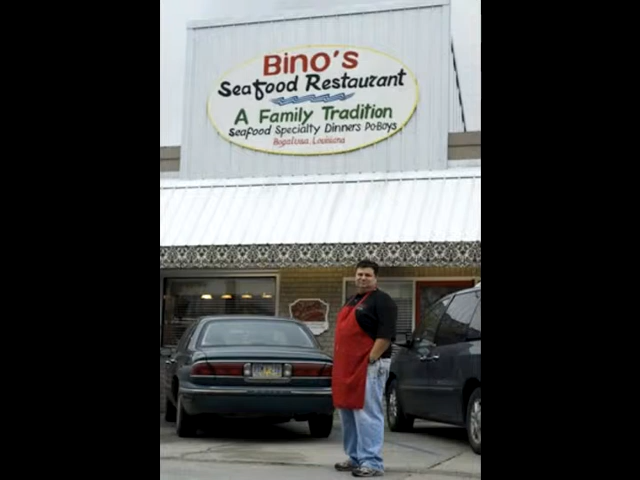 Bino's
Seafood Restaurant
A Family Tradition
Seafood Specialty Dinners PoBoys
Bogalusa, Louisiana